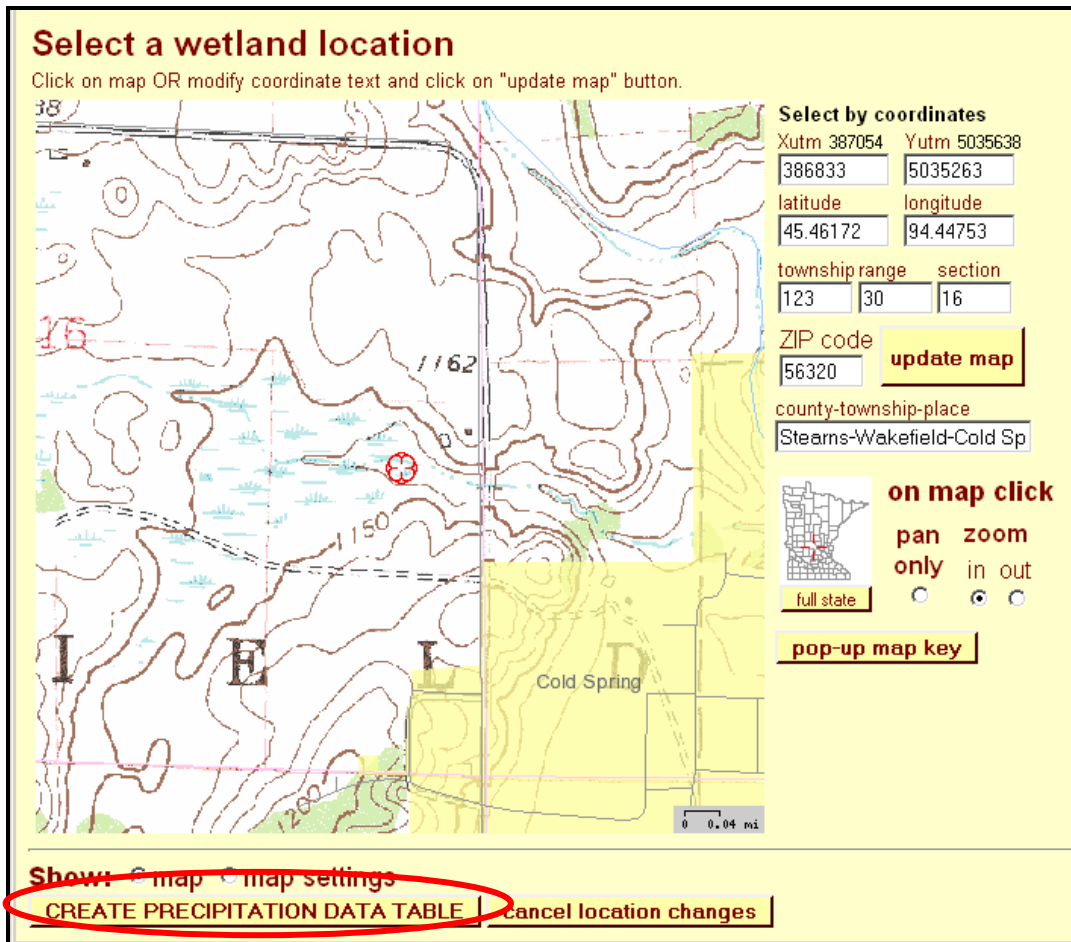 Select a wetland location
Click on map OR modify coordinate text and click on "update map" button.
38
16
1162
1150
I E L D
Cold Spring
1200
0 0.04 mi
Select by coordinates
Xutm 387054 Yutm 5035638
386833 5035263
latitude longitude
45.46172 94.44753
township range section
123 30 16
ZIP code
56320
update map
county-township-place
Stearns-Wakefield-Cold Sp
on map click
pan only
zoom
in out
full state
pop-up map key
Show: map map settings
CREATE PRECIPITATION DATA TABLE cancel location changes